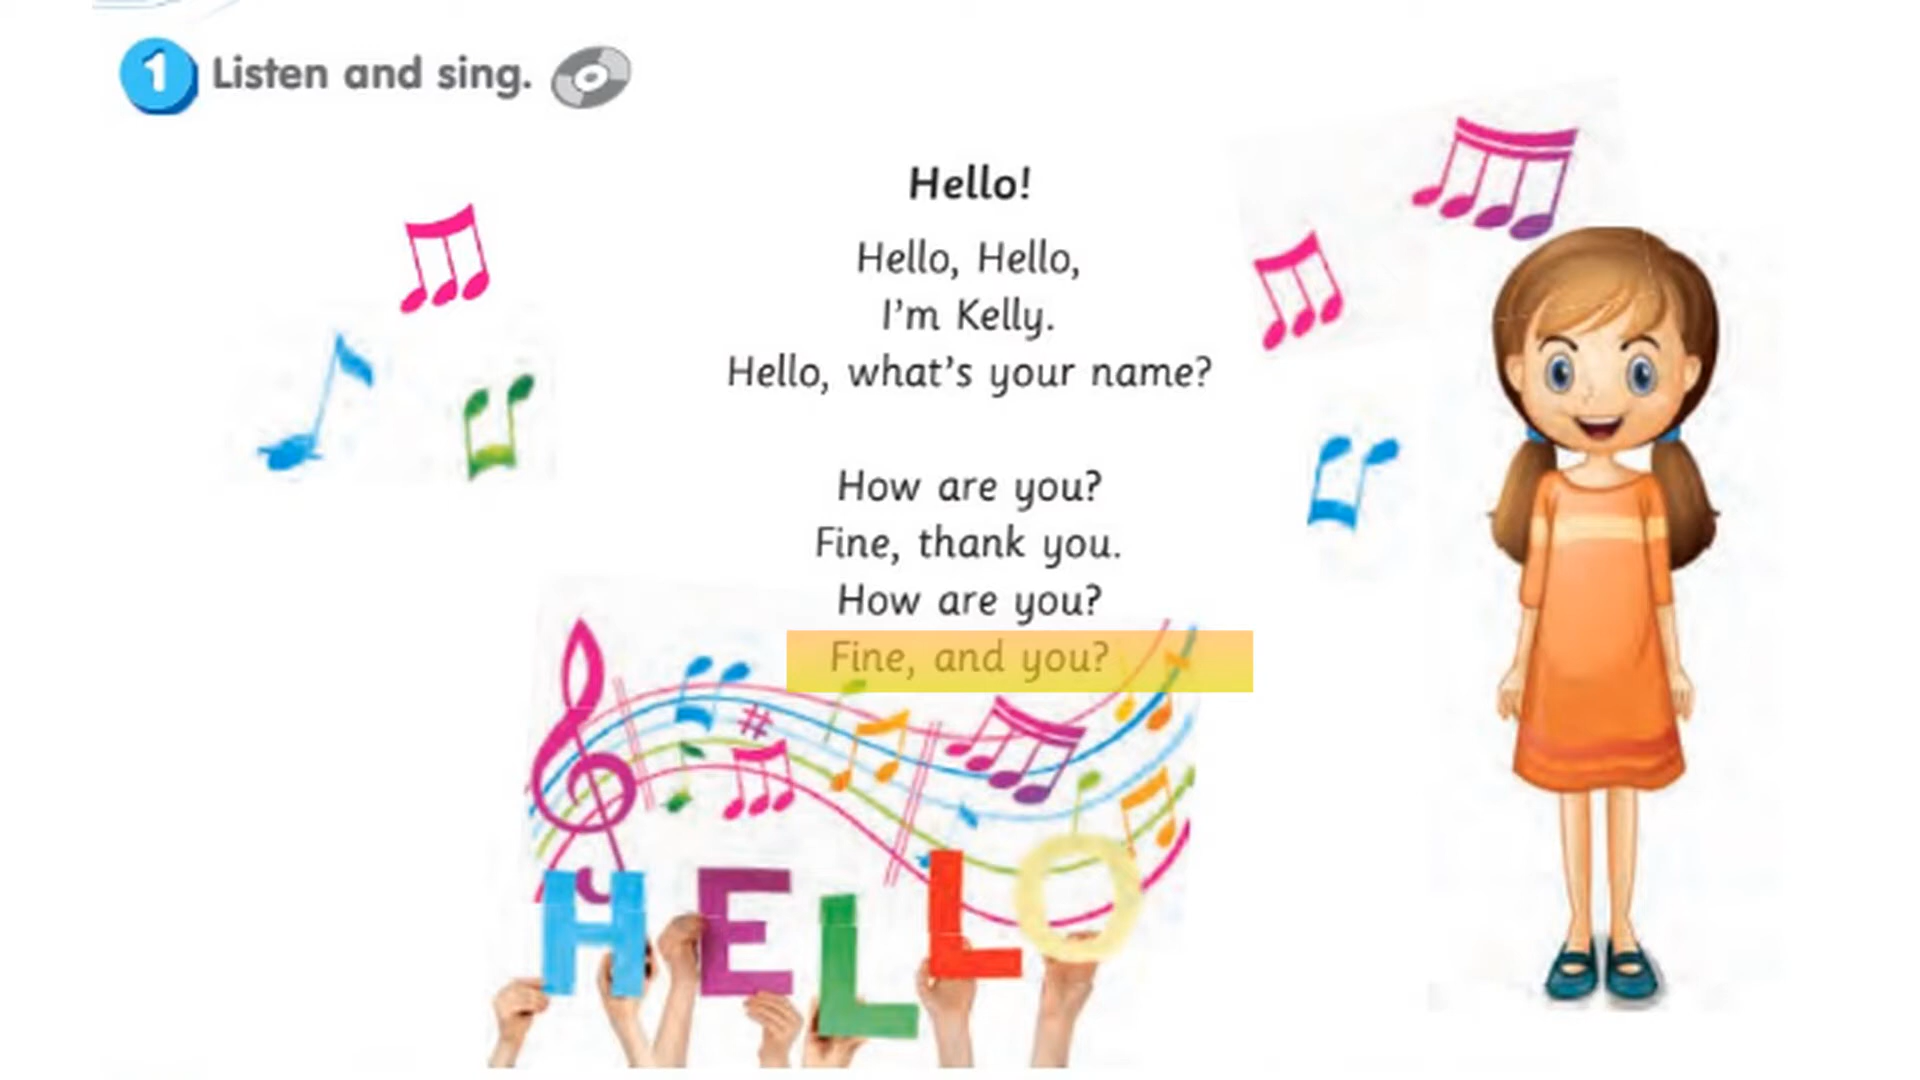 1 Listen and sing.
Hello!
Hello, Hello,
I'm Kelly.
Hello, what's your name?
How are you?
Fine, thank you.
How are you?
Fine, and you?
HELLO